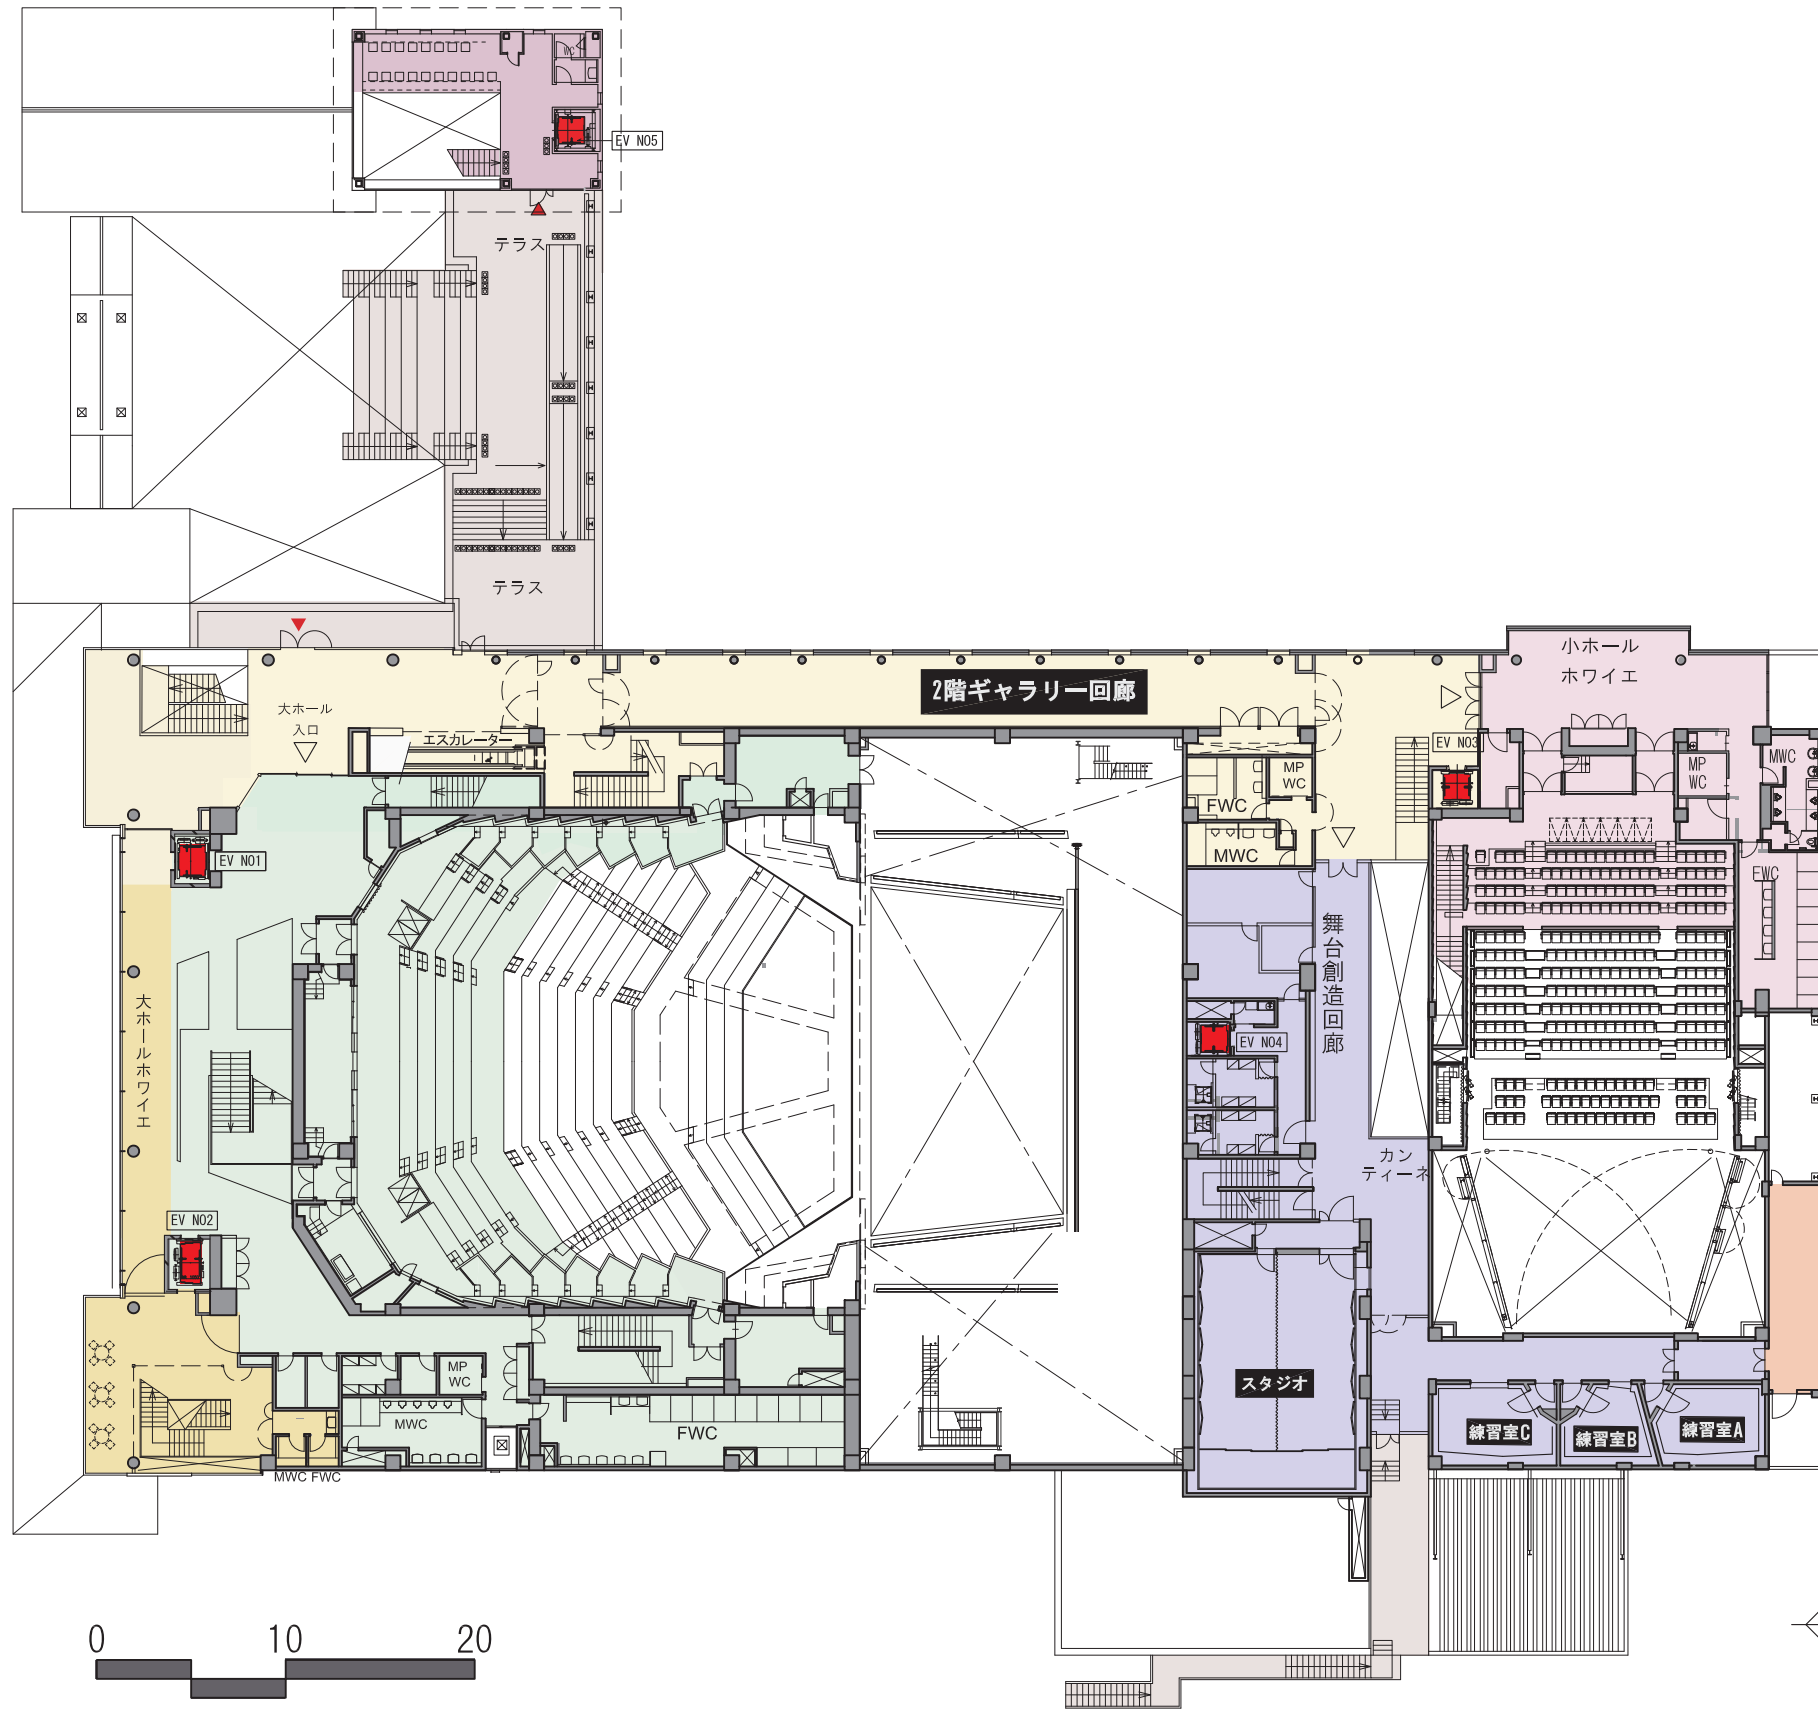 WC
EV NO5
テラス
テラス
小ホール
ホワイエ
2階ギャラリー回廊
大ホール
入口
エスカレーター
EV NO3
MP
WC
MWC
MP
WC
FWC
MWC
EV NO1
FWC
舞台創造回廊
大ホールホワイエ
EV NO4
カン
ティーネ
EV NO2
MP
WC
スタジオ
MWC
FWC
練習室C
練習室B
練習室A
MWC FWC
0 10 20